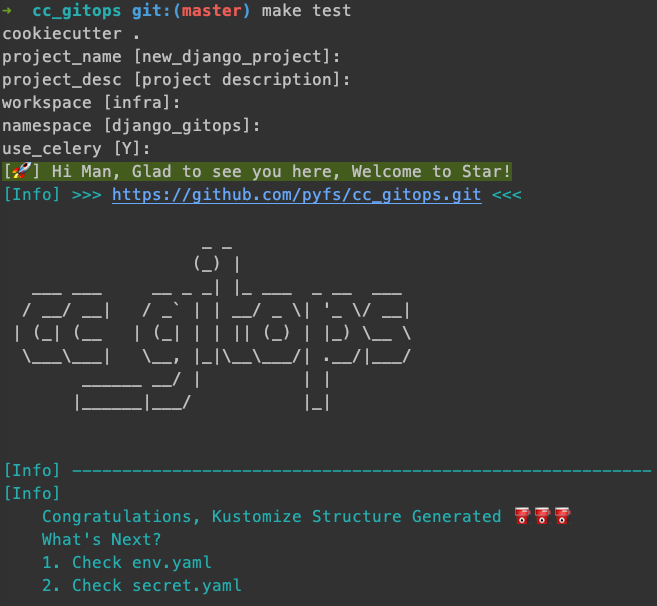 → cc_gitops git:(master) make test
cookiecutter .
project_name [new_django_project]:
project_desc [project description]:
workspace [infra]:
namespace [django_gitops]:
use_celery [Y]:
[🚀] Hi Man, Glad to see you here, Welcome to Star!
[Info] >>> https://github.com/pyfs/cc_gitops.git <<<
                    _ _
                   (_) |
   ___ ___     __ _ _| |_ ___  _ __  ___
  / __/ __|   / _` | | __/ _ \| '_ \/ __|
 | (_| (__   | (_| | | || (_) | |_) \__ \
  \___\___|   \__, |_|\__\___/| .__/|___/
        ______ __/ |          | |
       |______|___/           |_|
[Info] ----------------------------------------------------------
[Info]
    Congratulations, Kustomize Structure Generated
    What's Next?
    1. Check env.yaml
    2. Check secret.yaml